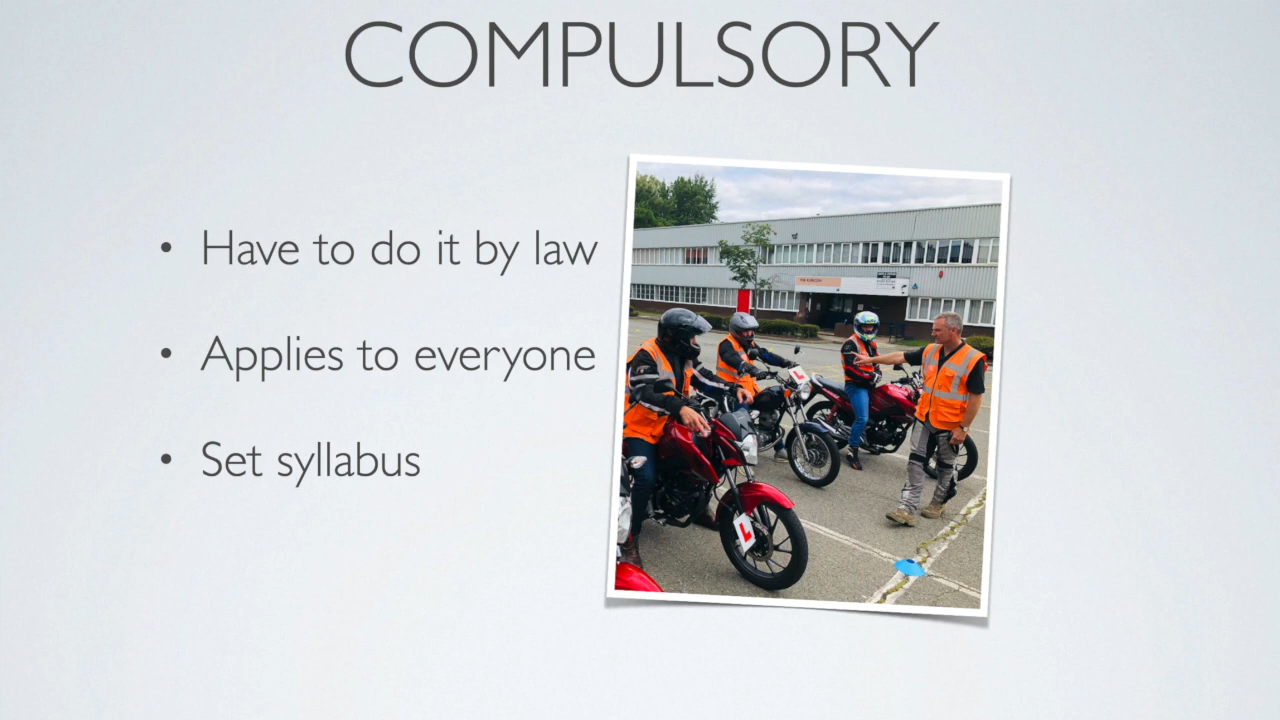 COMPULSORY
• Have to do it by law
• Applies to everyone
• Set syllabus
L
L